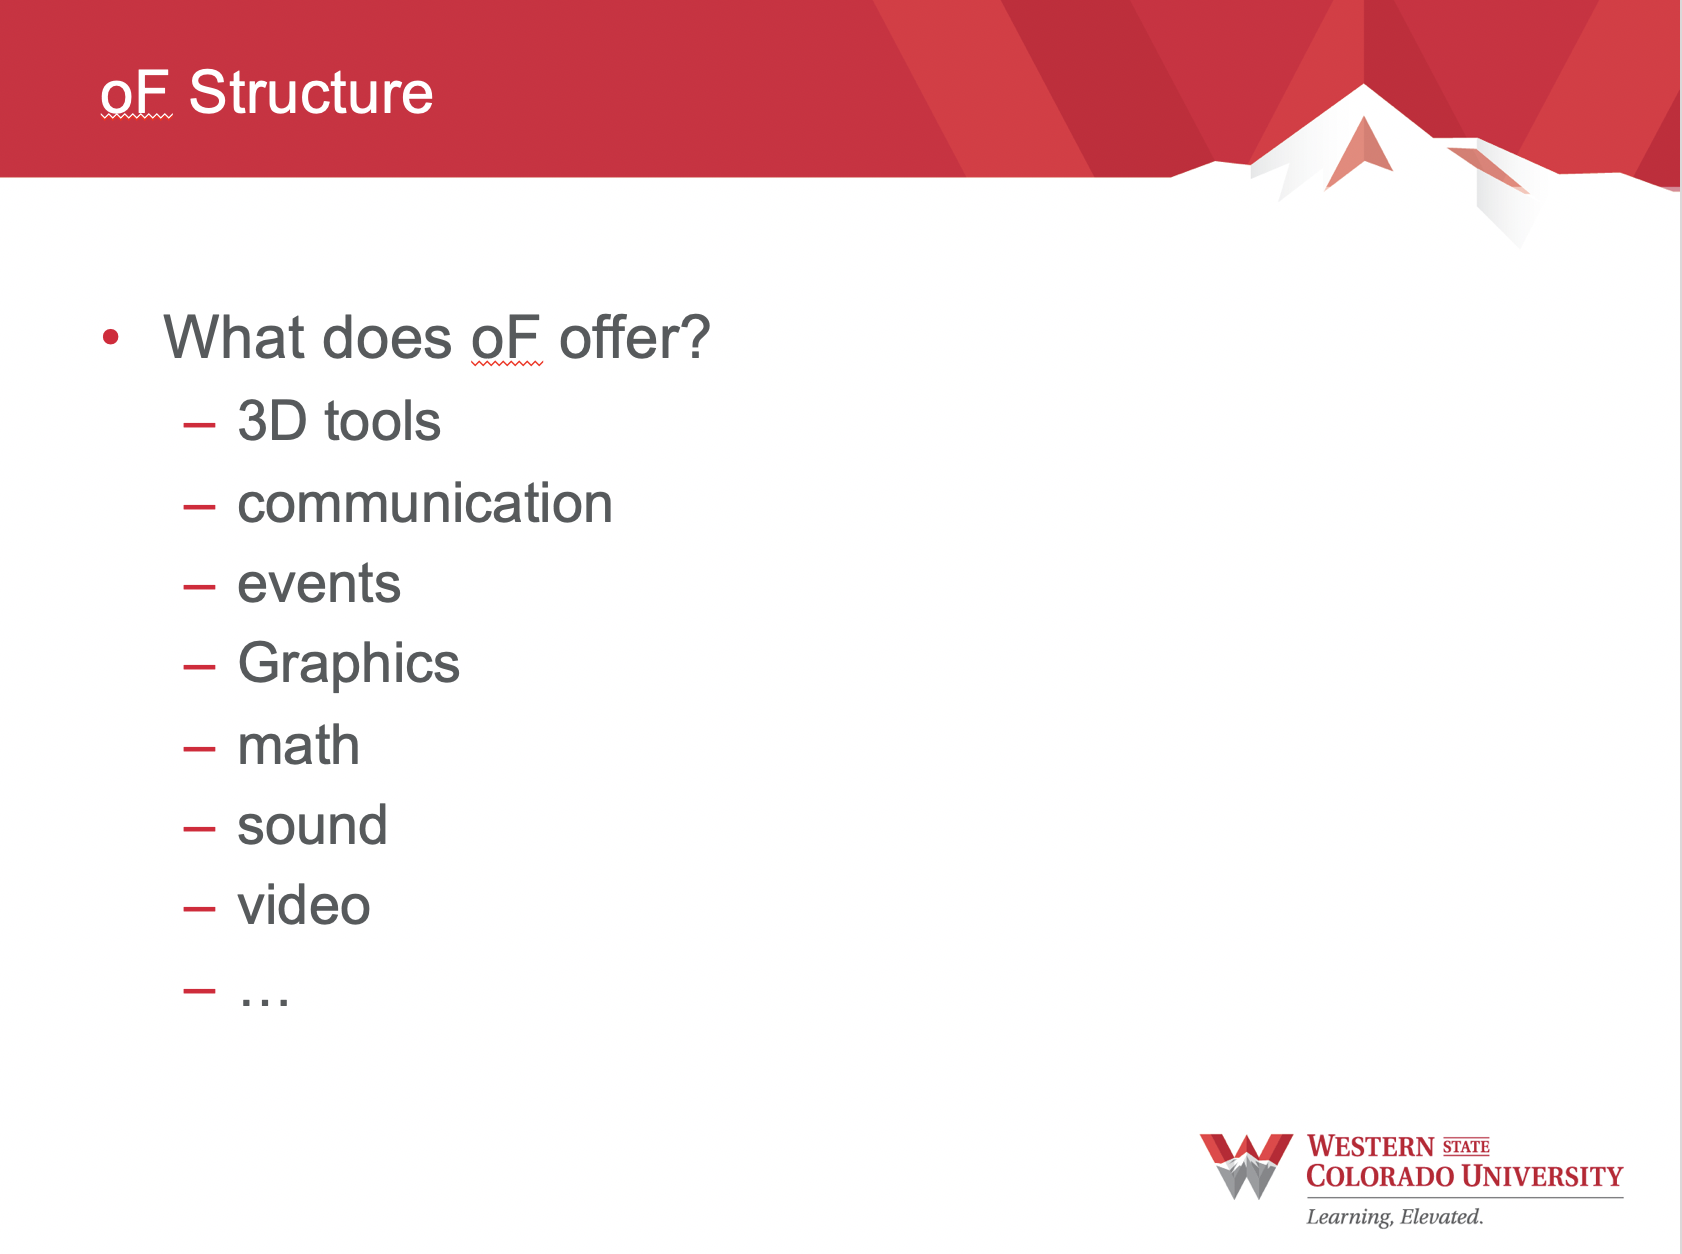 oF Structure
• What does oF offer?
– 3D tools
– communication
– events
– Graphics
– math
– sound
– video
– …
WESTERN STATE
COLORADO UNIVERSITY
Learning, Elevated.